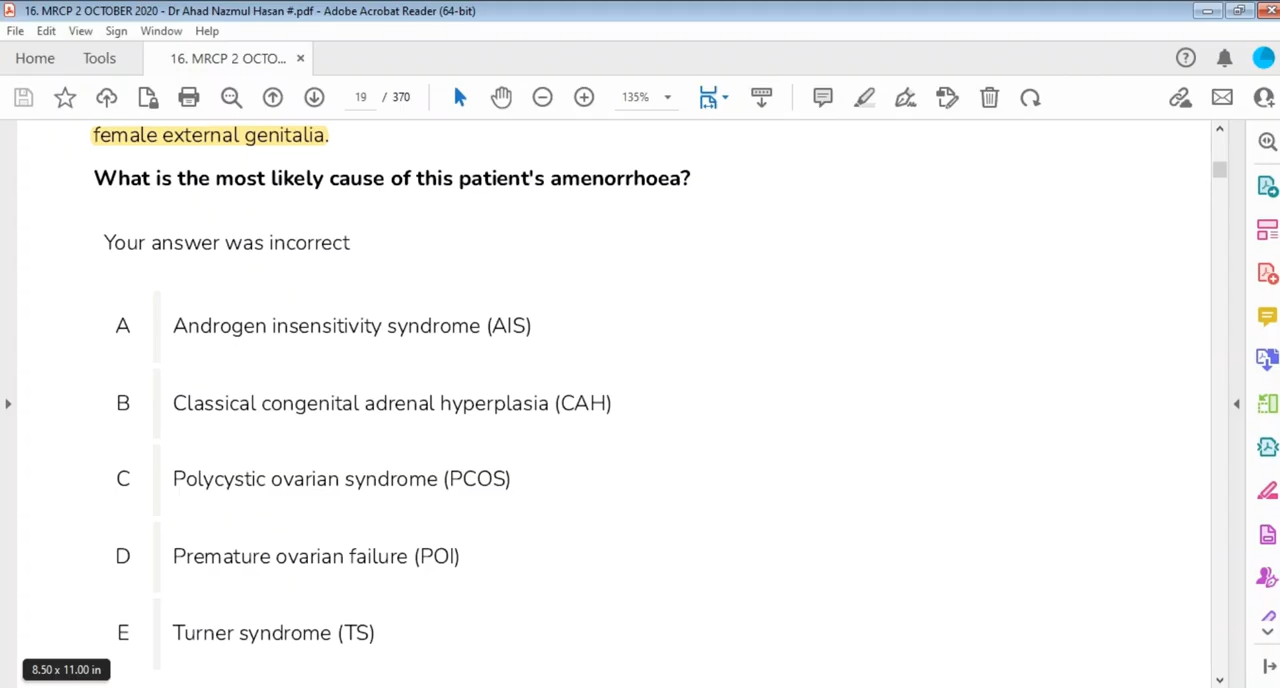 16. MRCP 2 OCTOBER 2020 - Dr Ahad Nazmul Hasan #.pdf - Adobe Acrobat Reader (64-bit)
File Edit View Sign Window Help
Home Tools 16. MRCP 2 OCTO... ×
19 / 370 135%
female external genitalia.
What is the most likely cause of this patient's amenorrhoea?
Your answer was incorrect
A Androgen insensitivity syndrome (AIS)
B Classical congenital adrenal hyperplasia (CAH)
C Polycystic ovarian syndrome (PCOS)
D Premature ovarian failure (POI)
E Turner syndrome (TS)
8.50 x 11.00 in